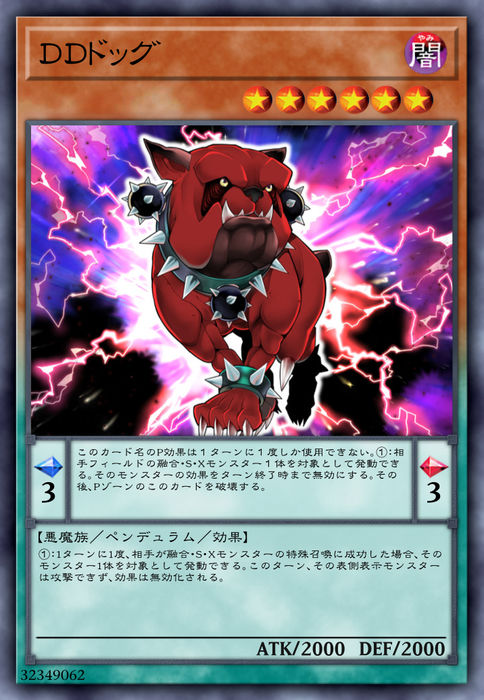 DDドッグ
やみ
闇
このカード名のP効果は1ターンに1度しか使用できない。①:相
手フィールドの融合・S・Xモンスター1体を対象として発動でき
る。そのモンスターの効果をターン終了時まで無効にする。その
後、Pゾーンのこのカードを破壊する。
3
3
【悪魔族/ペンデュラム/効果】
①:1ターンに1度、相手が融合・S・Xモンスターの特殊召喚に成功した場合、その
モンスター1体を対象として発動できる。このターン、その表側表示モンスター
は攻撃できず、効果は無効化される。
ATK/2000 DEF/2000
32349062